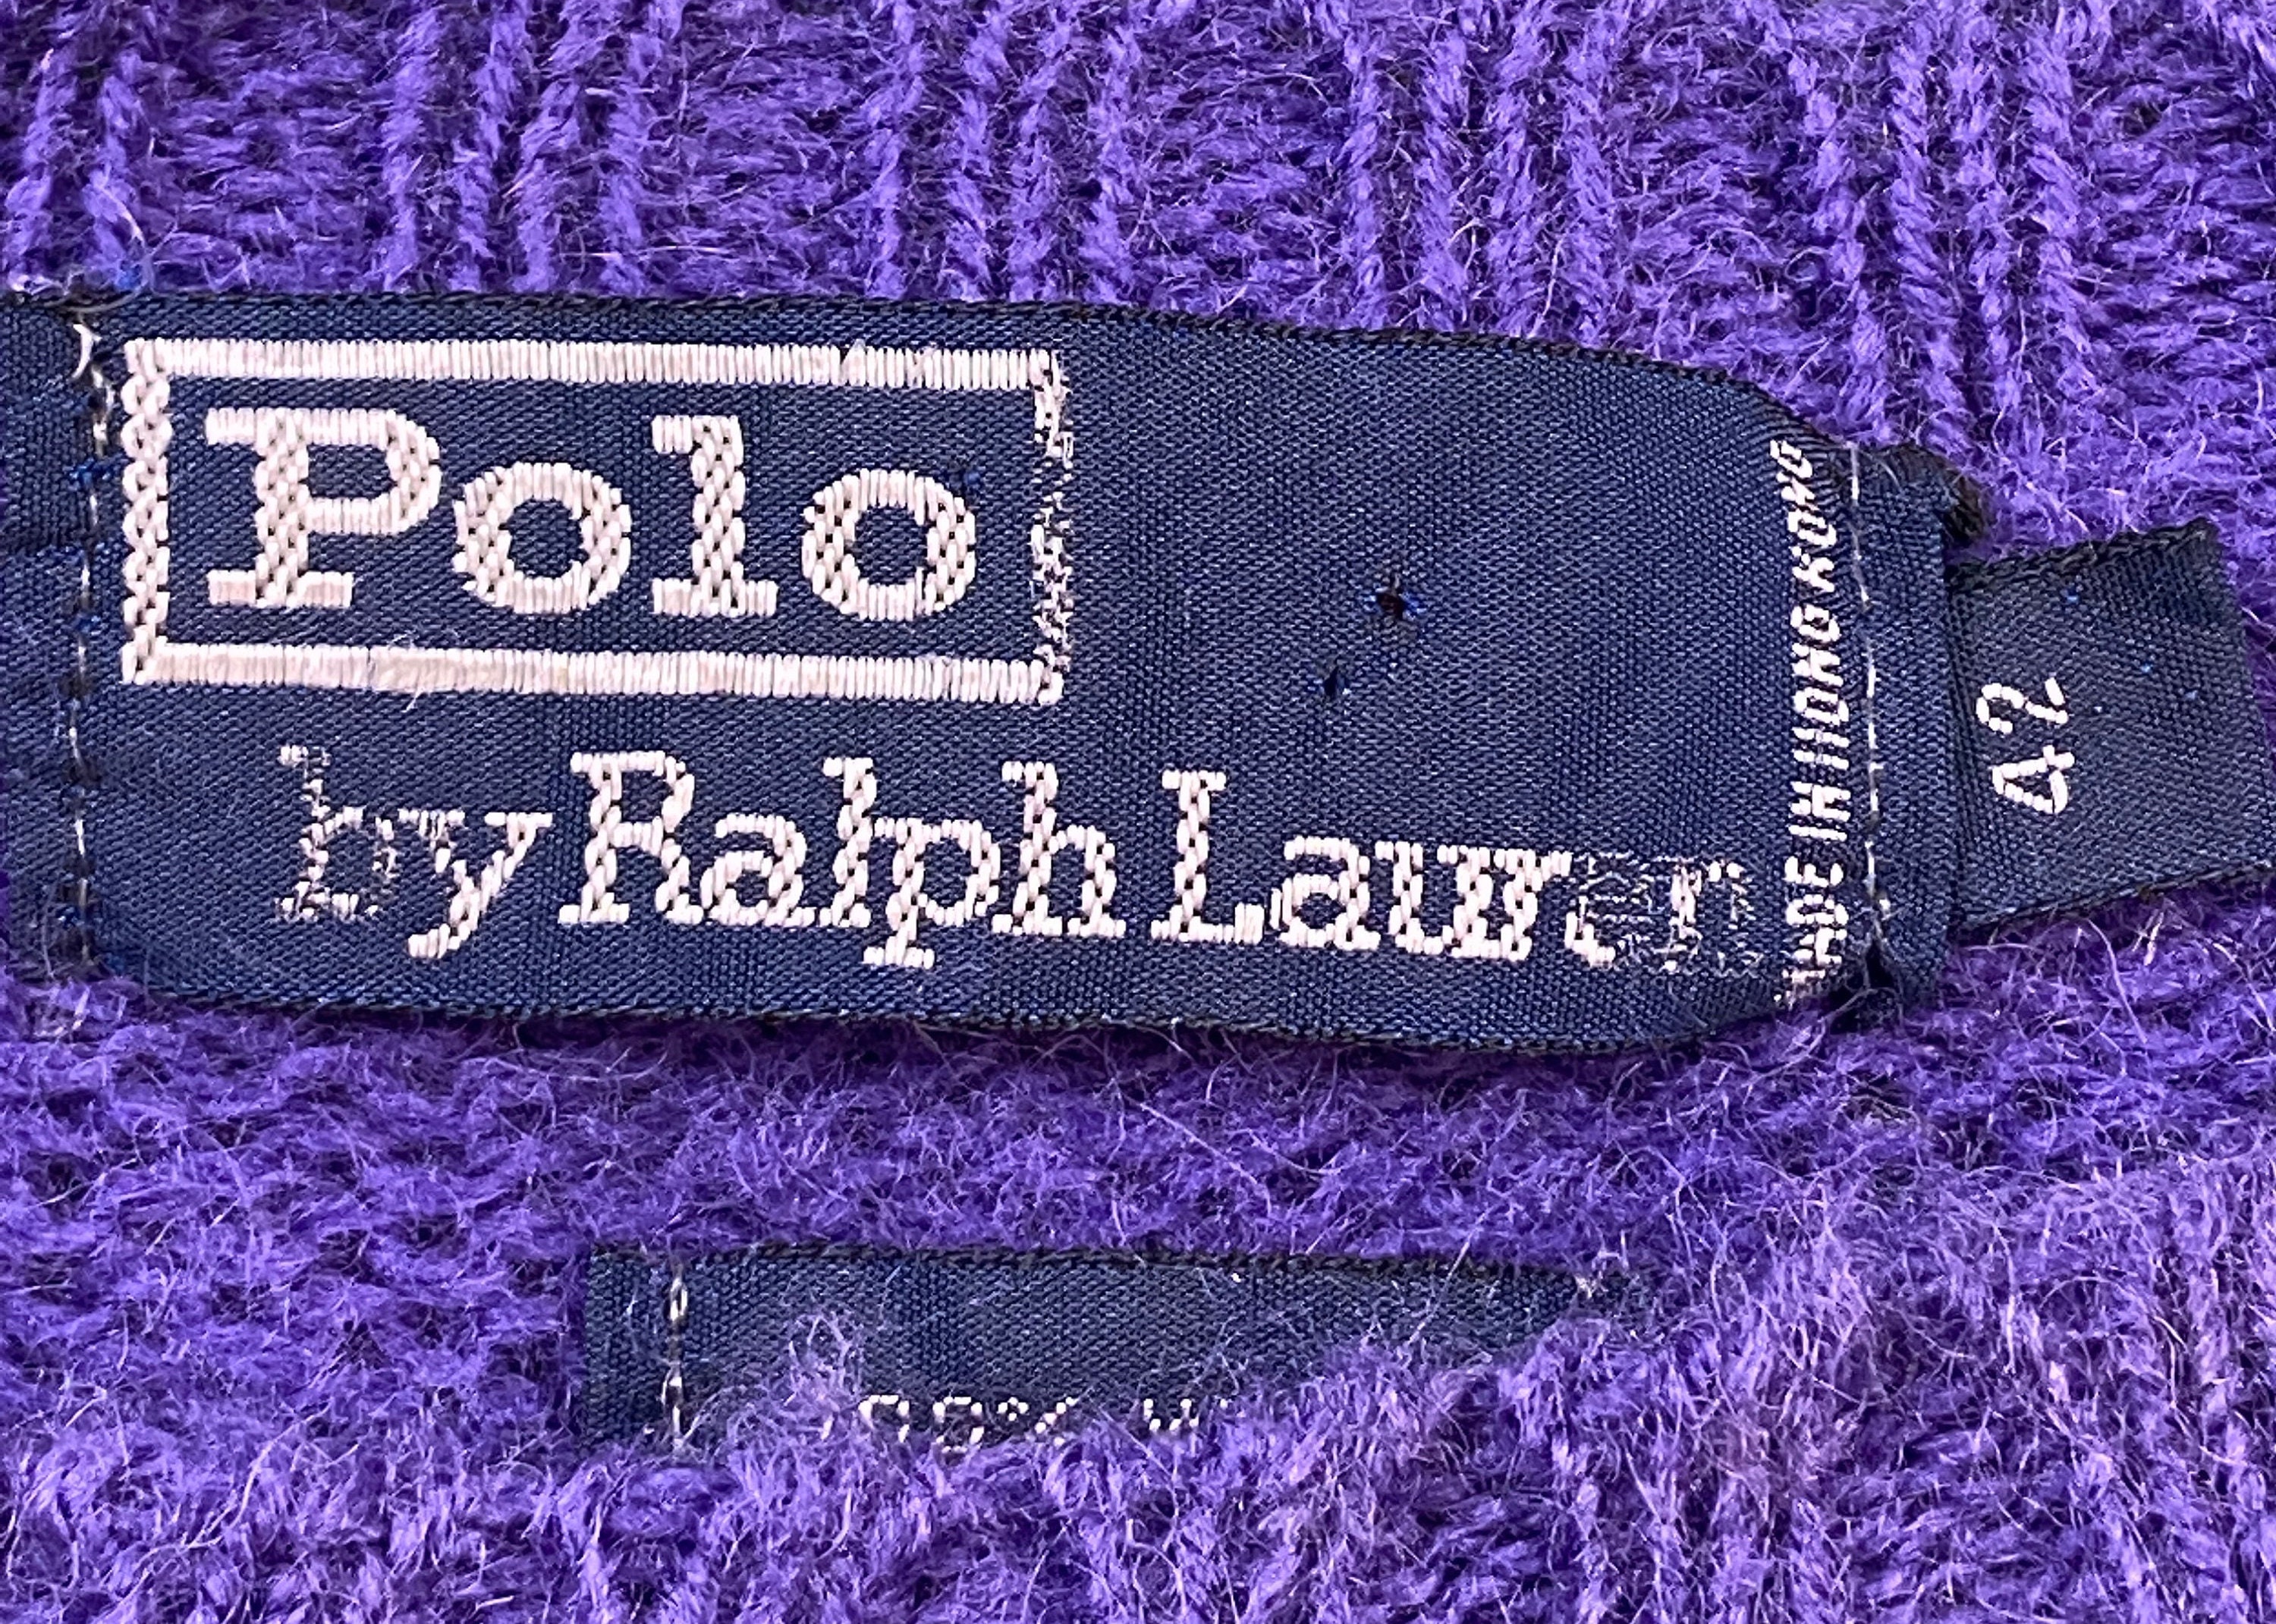 Polo
by Ralph Lauren
MADE IN HONG KONG
42